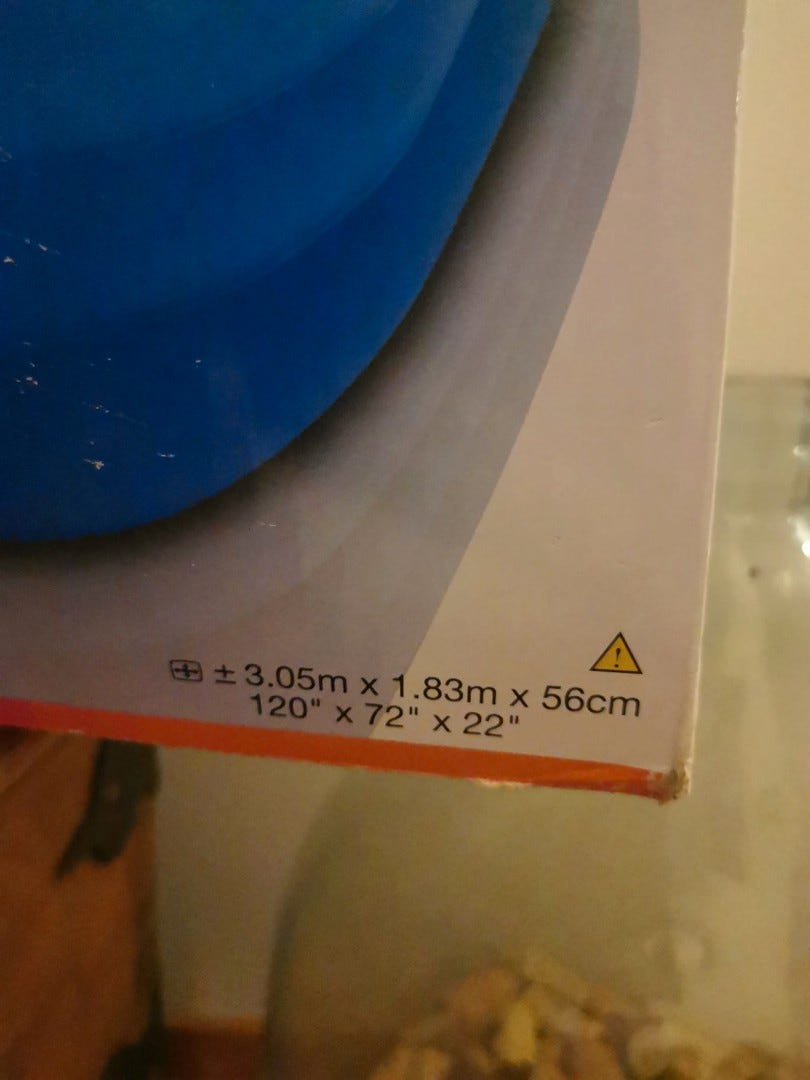 ± 3.05m x 1.83m x 56cm
120" x 72" x 22"